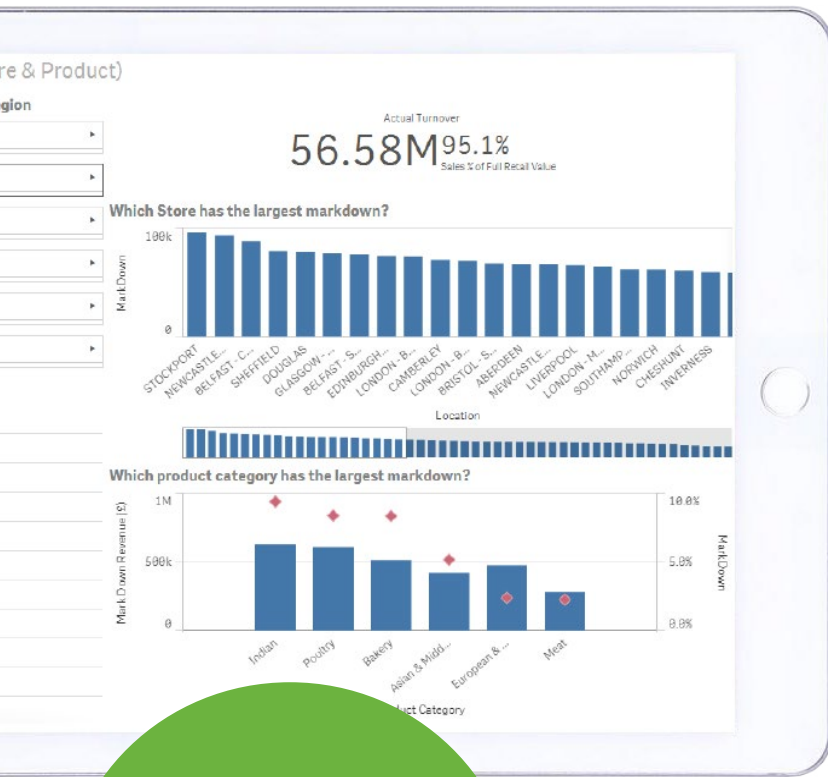 re & Product)
gion
Actual Turnover
56.58M
95.1%
Sales % of Full Retail Value
Which Store has the largest markdown?
100k
MarkDown
0
STOCKPORT
NEWCASTLE...
BELFAST - C...
SHEFFIELD
DOUGLAS
GLASGOW - ...
BELFAST - S...
EDINBURGH...
LONDON - B...
CAMBERLEY
LONDON - B...
BRISTOL - S...
ABERDEEN
NEWCASTLE...
LIVERPOOL
LONDON - M...
SOUTHAMP...
NORWICH
CHESHUNT
INVERNESS
Location
Which product category has the largest markdown?
1M
500k
0
Mark Down Revenue (£)
10.0%
5.0%
0.0%
MarkDown
Indian
Poultry
Bakery
Asian & Midd...
European & ...
Meat
uct Category